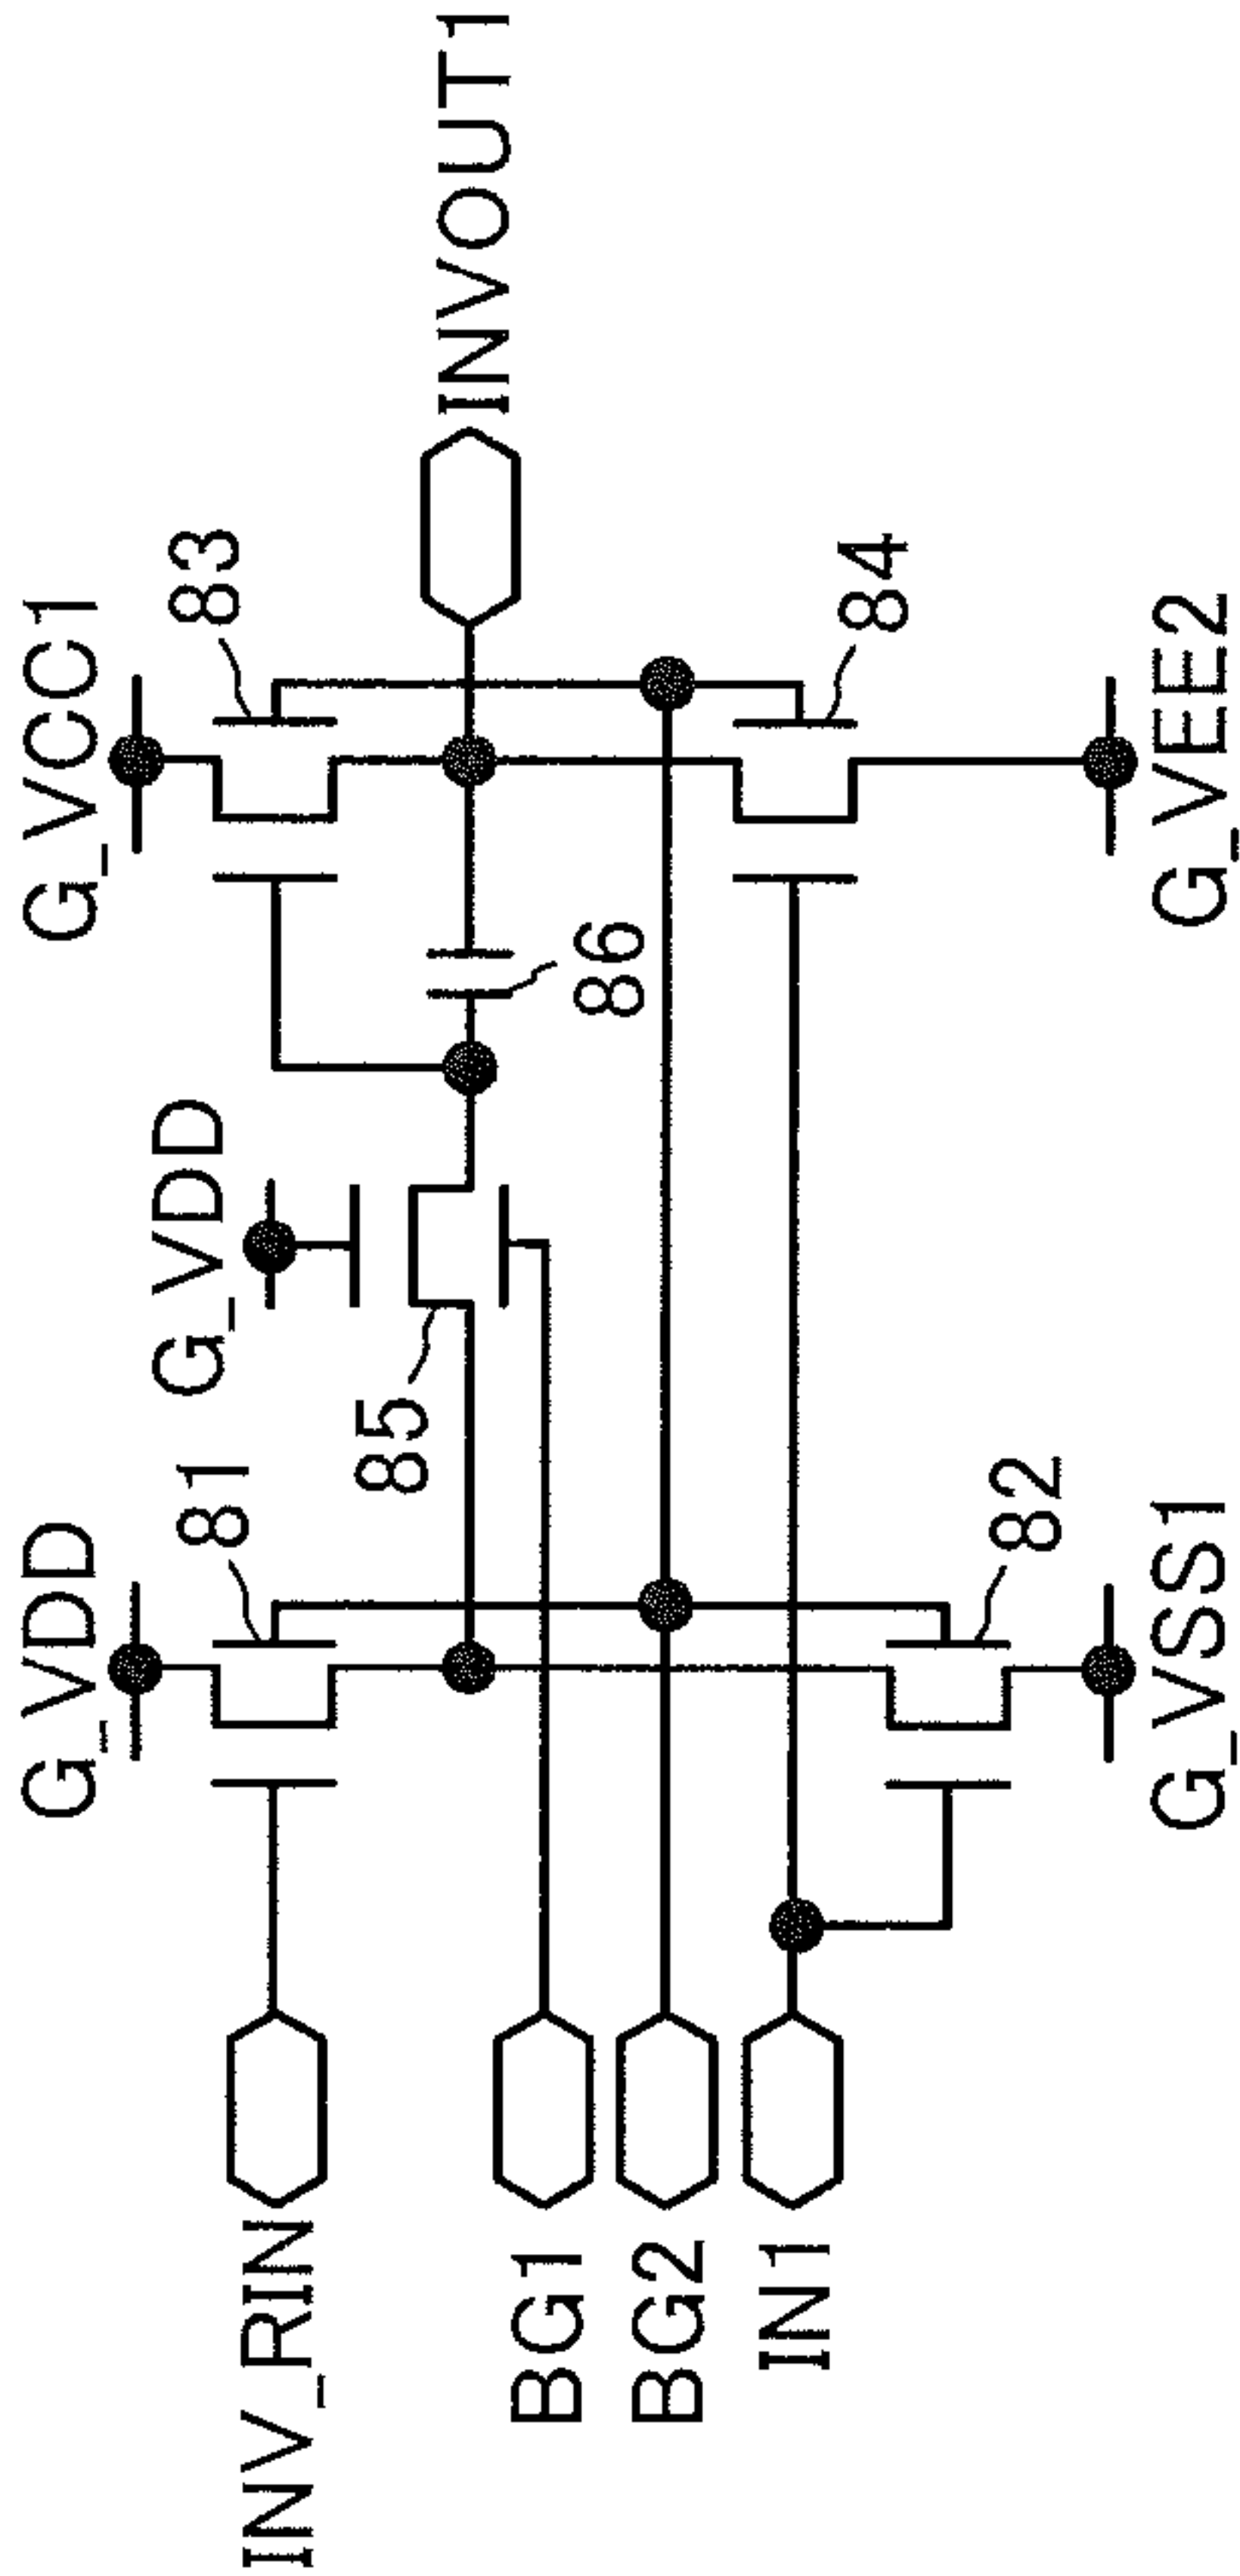 G_VDD
G_VCC1
81
G_VDD
83
INV_RIN
85
INVOUT1
86
BG1
BG2
IN1
82
84
G_VSS1
G_VEE2